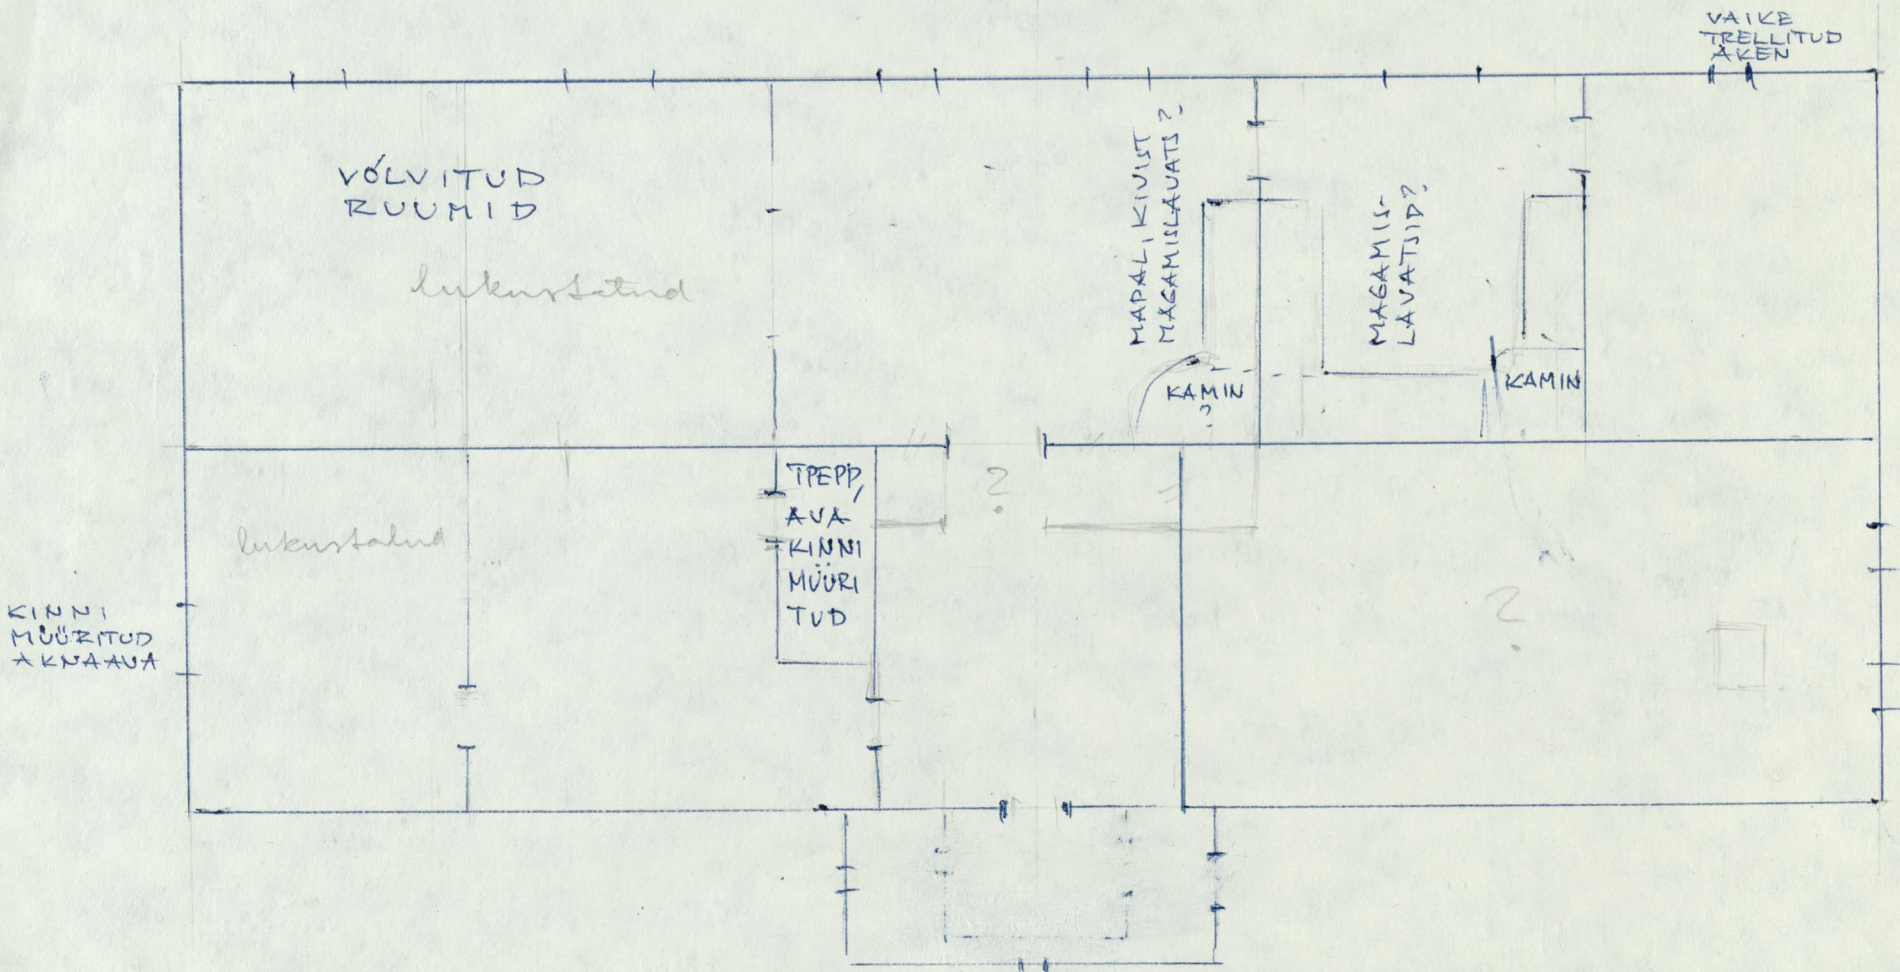 VAIKE
TRELLITUD
AKEN
VÕLVITUD
RUUMID
lukustatud
MADAL, KIVIST
MAGAMISLAVATS?
MAGAMIS-
LAVATSID?
KAMIN
?
KAMIN
TPEPP,
AVA-
KINNI
MÜÜRI
TUD
?
lukustatud
?
KINNI
MÜÜRITUD
AKNAAVA